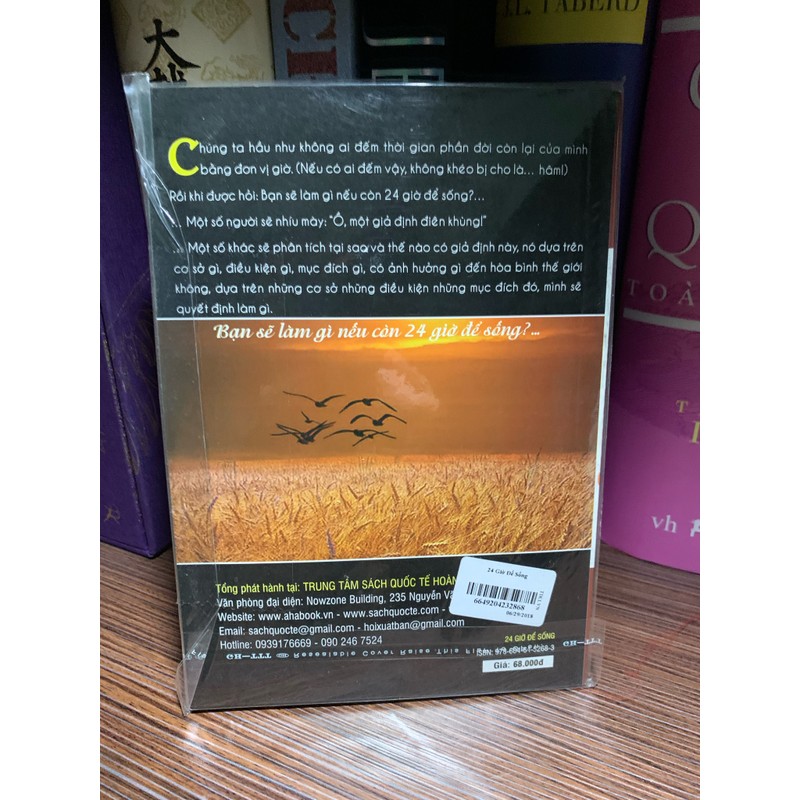 大
J.L. TABERD
Chúng ta hầu như không ai đếm thời gian phần đời còn lại của mình
bằng đơn vị giờ. (Nếu có ai đếm vậy, không khéo bị cho là... hâm!)
Rồi khi được hỏi: Bạn sẽ làm gì nếu còn 24 giờ để sống?...
... Một số người sẽ nhíu mày: "Ồ, một giả định điên khùng!"
... Một số khác sẽ phân tích tại sao và thế nào có giả định này, nó dựa trên
cơ sở gì, điều kiện gì, mục đích gì, có ảnh hưởng gì đến hòa bình thế giới
không, dựa trên những cơ sở những điều kiện những mục đích đó, mình sẽ
quyết định làm gì.
Bạn sẽ làm gì nếu còn 24 giờ để sống?...
Tổng phát hành tại: TRUNG TÂM SÁCH QUỐC TẾ HOÀN
Văn phòng đại diện: Nowzone Building, 235 Nguyễn Vă
Website: www.ahabook.vn - www.sachquocte.com -
Email: sachquocte@gmail.com - hoixuatban@gmail.com
Hotline: 0939176669 - 090 246 7524
24 Giờ Để Sống
6649204232868
06/29/2018
24 GIỜ ĐỂ SỐNG
Resealable Cover Raise This
Giá: 68.000đ
Q
TOÀ
vh